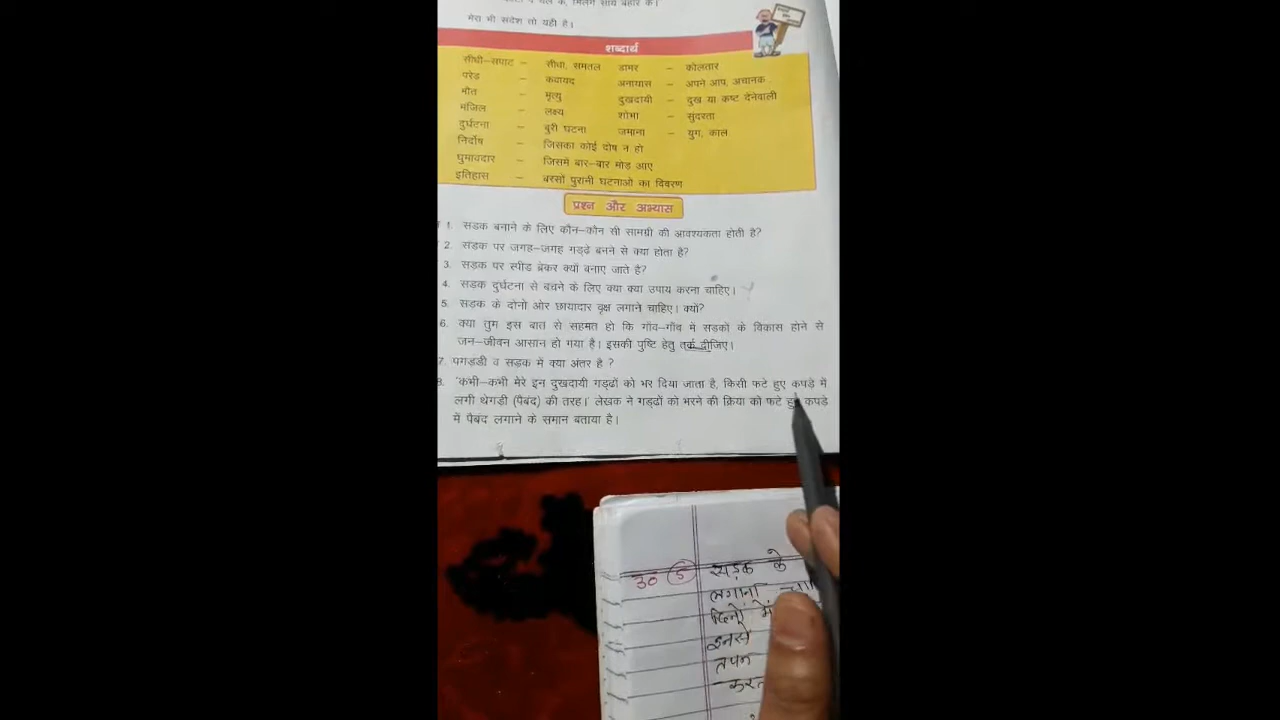 मेरा भी संदेश तो यही है।
शब्दार्थ
सीधी–सपाट – सीधा, समतल डामर – कोलतार
परेड – कवायद अनायास – अपने आप, अचानक
मौत – मृत्यु दुखदायी – दुख या कष्ट देनेवाली
मंजिल – लक्ष्य शोभा – सुंदरता
दुर्घटना – बुरी घटना जमाना – युग, काल
निर्दोष – जिसका कोई दोष न हो
घुमावदार – जिसमें बार–बार मोड़ आए
इतिहास – बरसों पुरानी घटनाओं का विवरण
प्रश्न और अभ्यास
1. सड़क बनाने के लिए कौन–कौन सी सामग्री की आवश्यकता होती है?
2. सड़क पर जगह–जगह गड्ढे बनने से क्या होता है?
3. सड़क पर स्पीड ब्रेकर क्यों बनाए जाते है?
4. सड़क दुर्घटना से बचने के लिए क्या क्या उपाय करना चाहिए।
5. सड़क के दोनों ओर छायादार वृक्ष लगाने चाहिए। क्यों?
6. क्या तुम इस बात से सहमत हो कि गाँव–गाँव में सड़कों के विकास होने से
जन–जीवन आसान हो गया है। इसकी पुष्टि हेतु तर्क दीजिए।
7. पगडंडी व सड़क में क्या अंतर है ?
8. 'कभी–कभी मेरे इन दुखदायी गड्ढों को भर दिया जाता है, किसी फटे हुए कपड़े में
लगी थेगड़ी (पैबंद) की तरह।' लेखक ने गड्ढों को भरने की क्रिया को फटे हुए कपड़े
में पैबंद लगाने के समान बताया है।
उ० 5 सड़क के
लगाना
इनसे
तपन